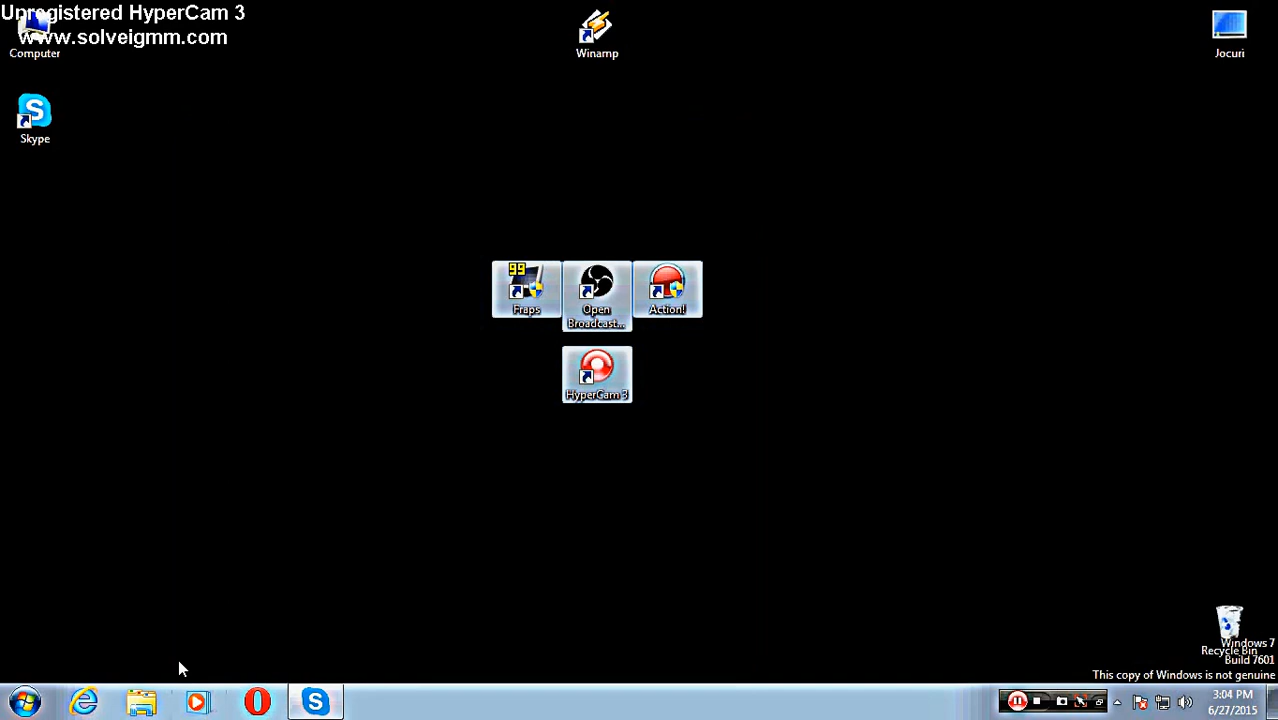 Unregistered HyperCam 3
www.solveigmm.com
Computer
Winamp
Jocuri
Skype
99
Fraps
Open
Broadcast...
Action!
HyperCam 3
Recycle Bin
Windows 7
Build 7601
This copy of Windows is not genuine
3:04 PM
6/27/2015